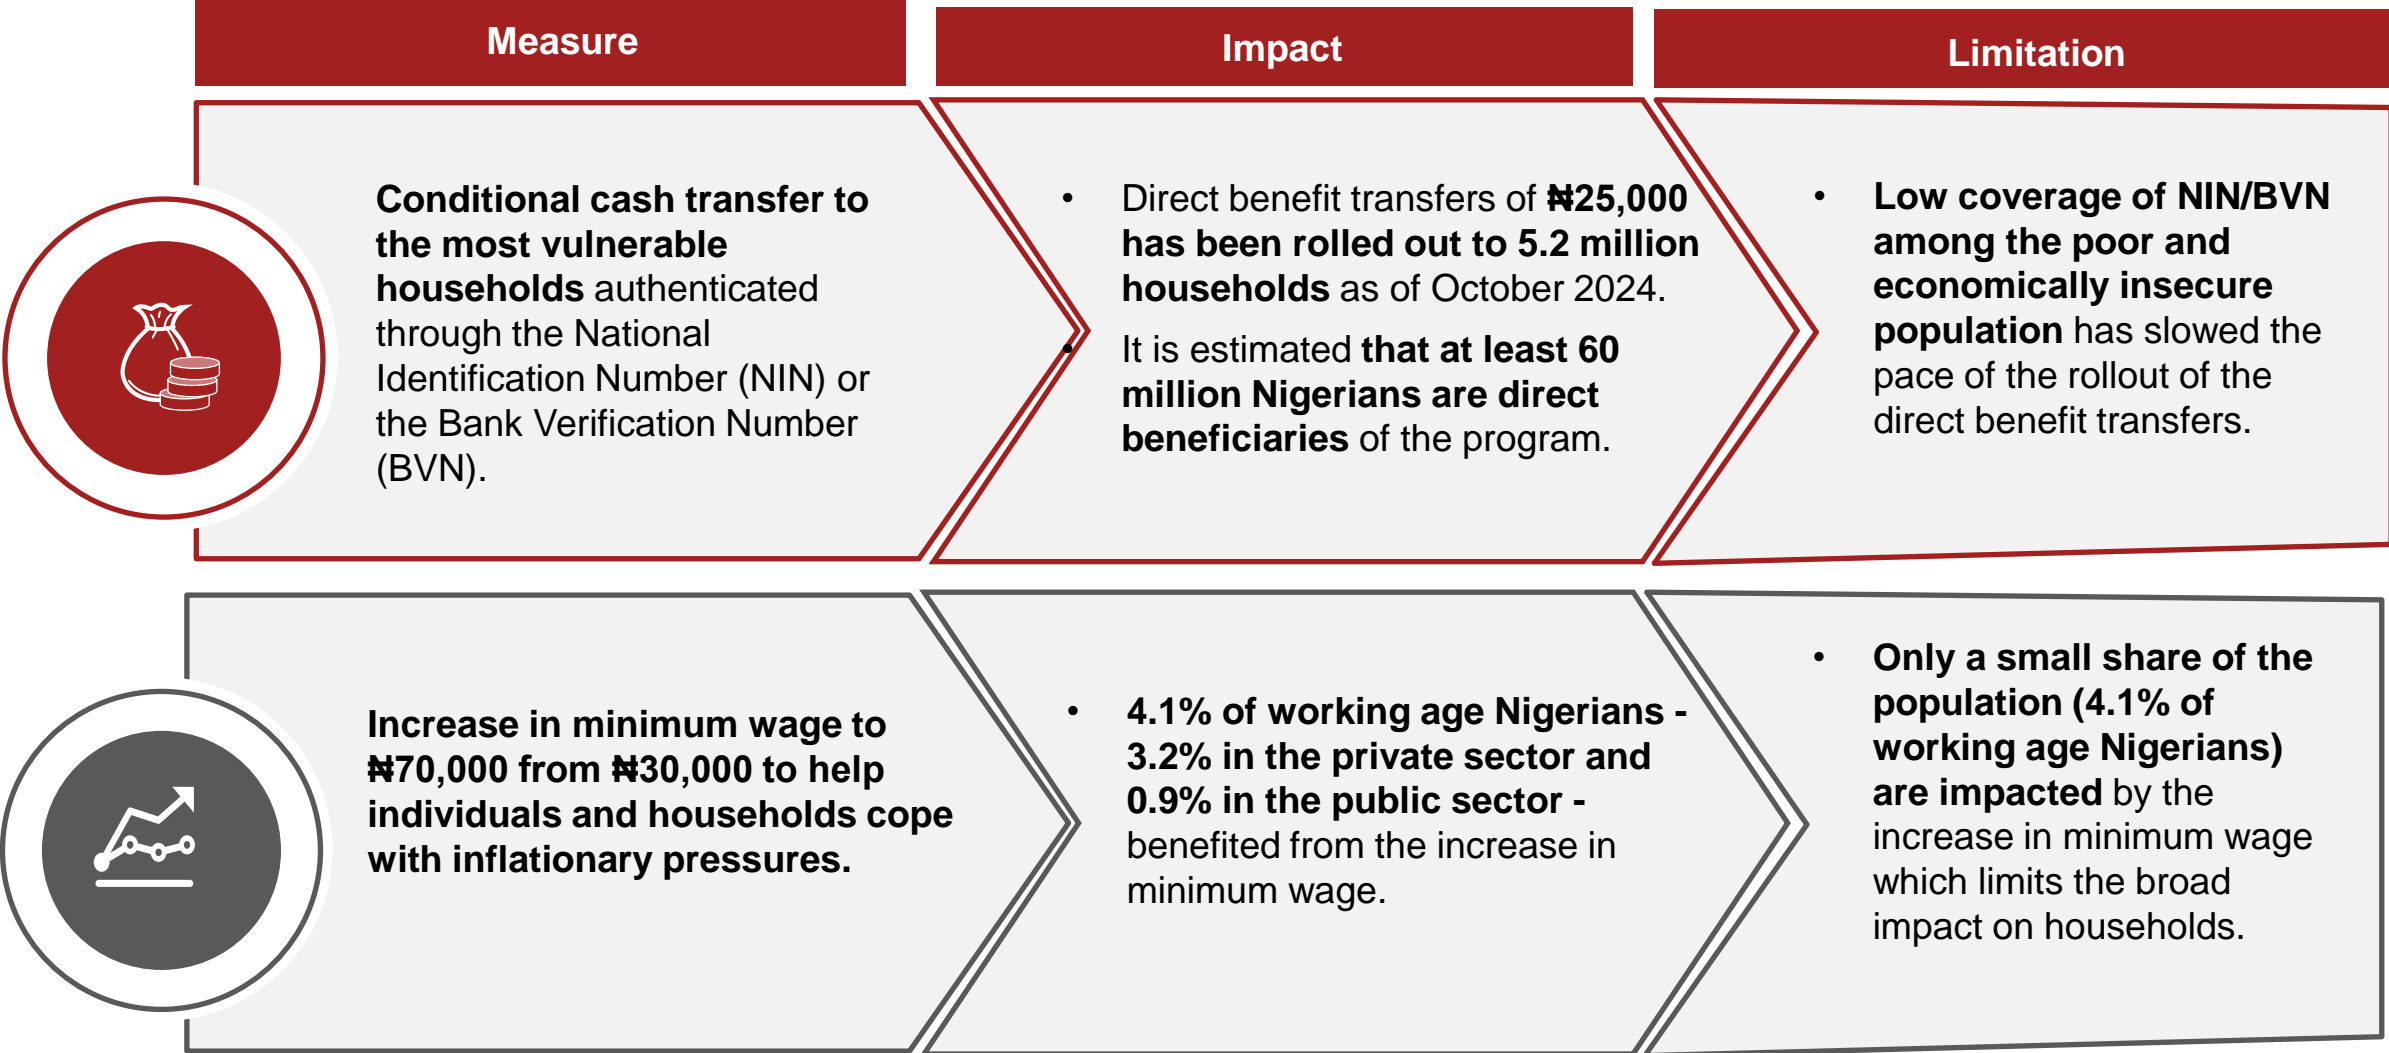 Measure
Impact
Limitation
Conditional cash transfer to
the most vulnerable
households authenticated
through the National
Identification Number (NIN) or
the Bank Verification Number
(BVN).
• Direct benefit transfers of ₦25,000
has been rolled out to 5.2 million
households as of October 2024.
• It is estimated that at least 60
million Nigerians are direct
beneficiaries of the program.
• Low coverage of NIN/BVN
among the poor and
economically insecure
population has slowed the
pace of the rollout of the
direct benefit transfers.
Increase in minimum wage to
₦70,000 from ₦30,000 to help
individuals and households cope
with inflationary pressures.
• 4.1% of working age Nigerians -
3.2% in the private sector and
0.9% in the public sector -
benefited from the increase in
minimum wage.
• Only a small share of the
population (4.1% of
working age Nigerians)
are impacted by the
increase in minimum wage
which limits the broad
impact on households.